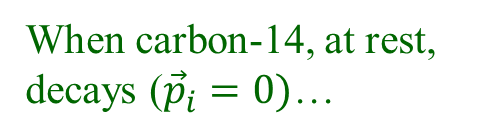 When carbon-14, at rest,
decays (p⃗ᵢ = 0)…